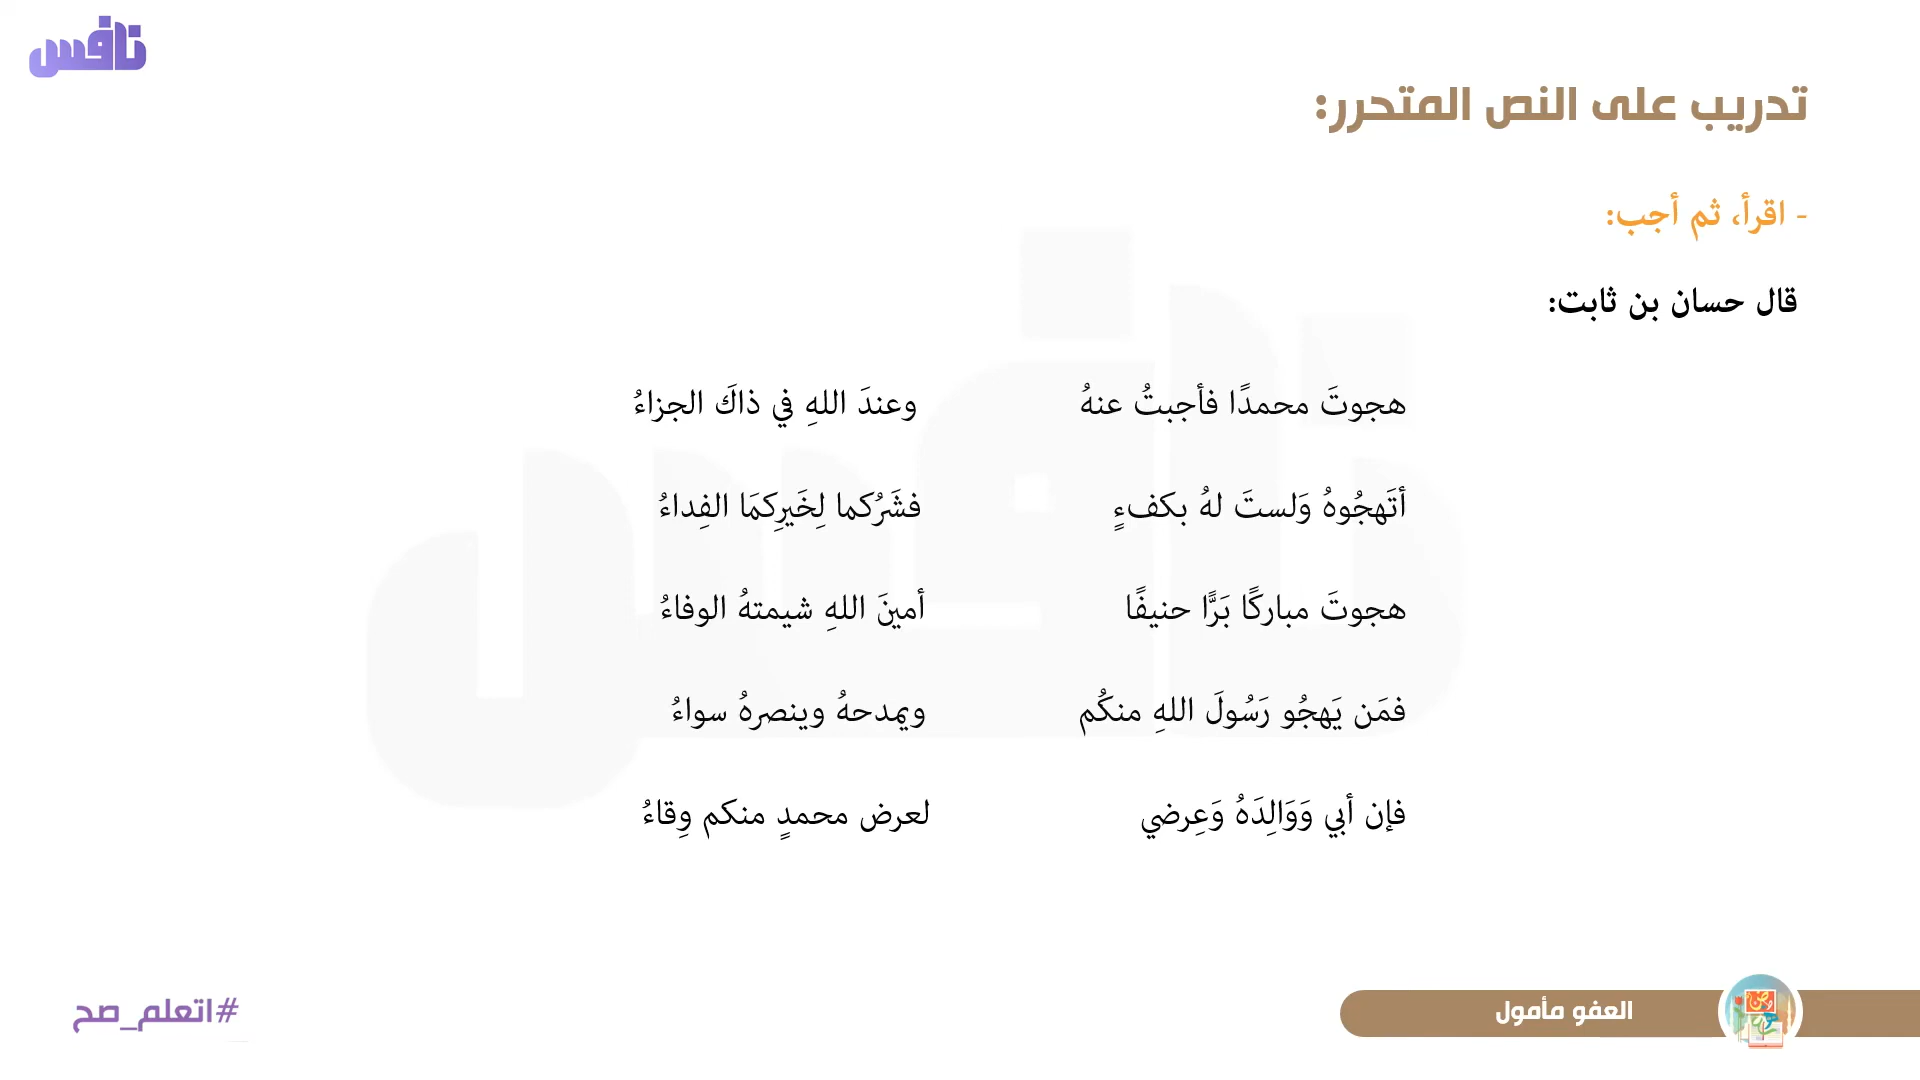 نافس
تدريب على النص المتحرر:
- اقرأ، ثم أجب:
قال حسان بن ثابت:
هجوتَ محمدًا فأجبتُ عنهُ وعندَ اللهِ في ذاكَ الجزاءُ
أتَهجُوهُ وَلستَ لهُ بكفءٍ فشَرُكما لِخَيرِكمَا الفِداءُ
هجوتَ مباركًا بَرًّا حنيفًا أمينَ اللهِ شيمتهُ الوفاءُ
فمَن يَهجُو رَسُولَ اللهِ منكُم ويمدحهُ وينصرهُ سواءُ
فإن أبي وَوَالِدَهُ وَعِرضي لعرض محمدٍ منكم وِقاءُ
العفو مأمول
#اتعلم_صح